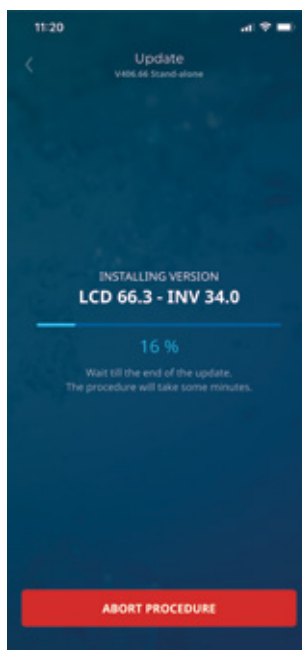 11:20
Update
V406.66 Stand-alone
INSTALLING VERSION
LCD 66.3 - INV 34.0
16 %
Wait till the end of the update.
The procedure will take some minutes.
ABORT PROCEDURE